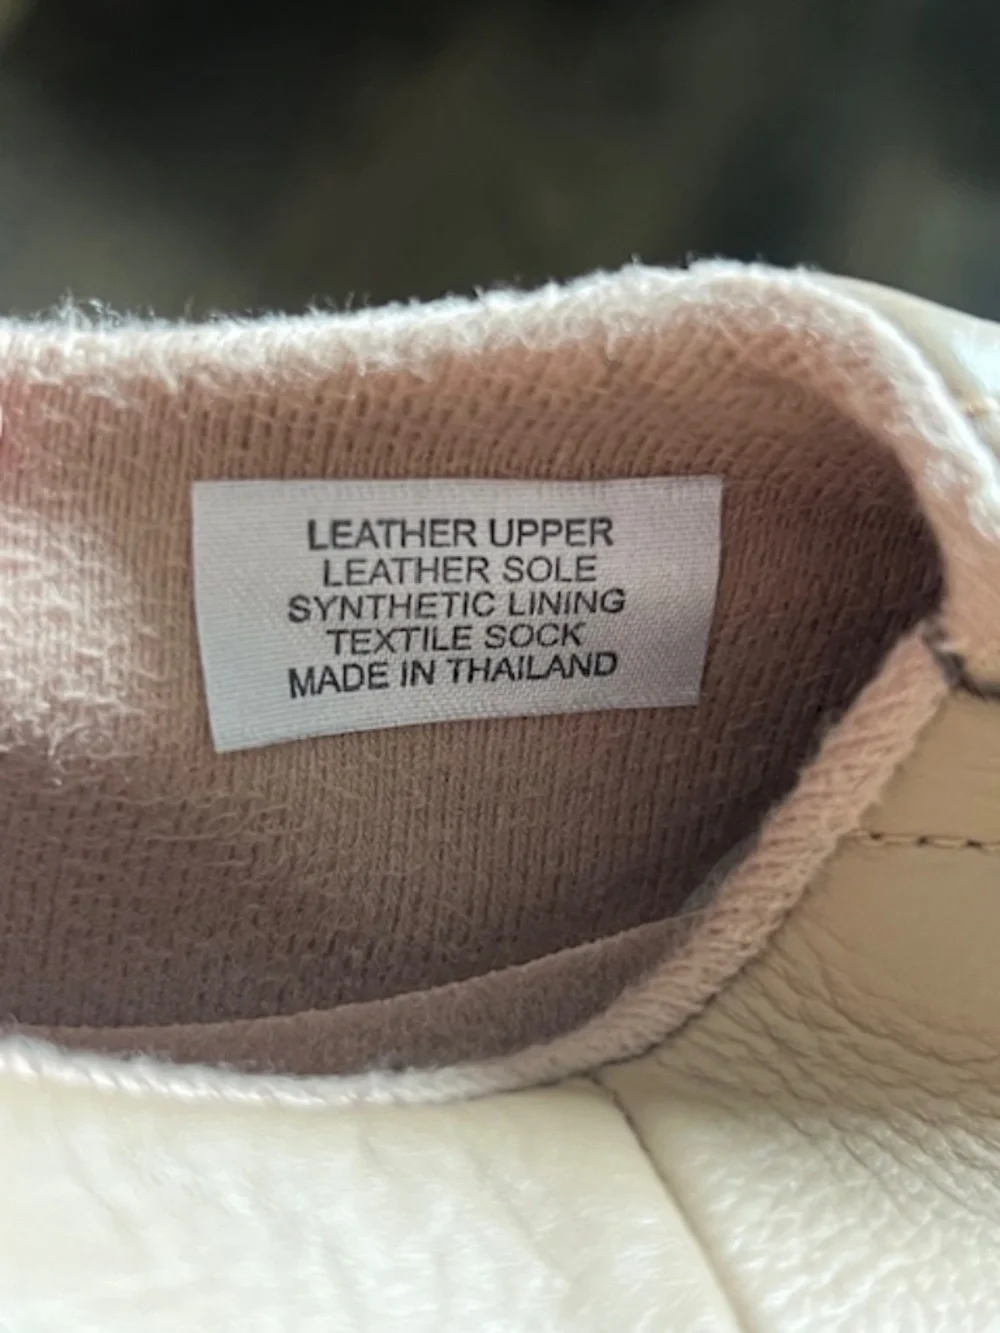 LEATHER UPPER
LEATHER SOLE
SYNTHETIC LINING
TEXTILE SOCK
MADE IN THAILAND